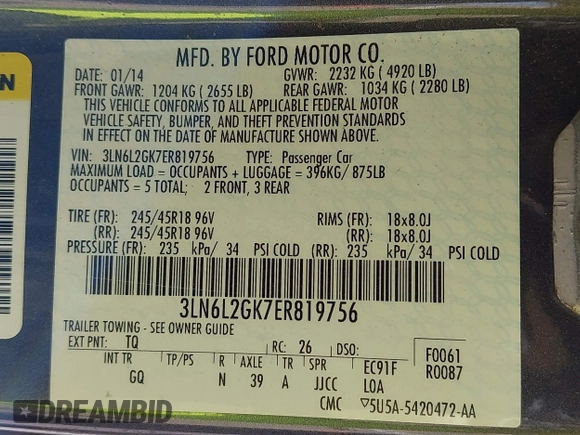 N
MFD. BY FORD MOTOR CO.
DATE: 01/14 GVWR: 2232 KG ( 4920 LB)
FRONT GAWR: 1204 KG ( 2655 LB) REAR GAWR: 1034 KG ( 2280 LB)
THIS VEHICLE CONFORMS TO ALL APPLICABLE FEDERAL MOTOR
VEHICLE SAFETY, BUMPER, AND THEFT PREVENTION STANDARDS
IN EFFECT ON THE DATE OF MANUFACTURE SHOWN ABOVE.
VIN: 3LN6L2GK7ER819756 TYPE: Passenger Car
MAXIMUM LOAD = OCCUPANTS + LUGGAGE = 396KG/ 875LB
OCCUPANTS = 5 TOTAL; 2 FRONT, 3 REAR
TIRE (FR): 245/45R18 96V RIMS (FR): 18x8.0J
(RR): 245/45R18 96V (RR): 18x8.0J
PRESSURE (FR): 235 kPa/ 34 PSI COLD (RR): 235 kPa/ 34 PSI COLD
3LN6L2GK7ER819756
TRAILER TOWING - SEE OWNER GUIDE
EXT PNT: TQ RC: 26 DSO: F0061
INT TR TP/PS R AXLE TR SPR EC91F R0087
GQ N 39 A JJCC LOA
CMC ▽5U5A-5420472-AA
DREAMBID